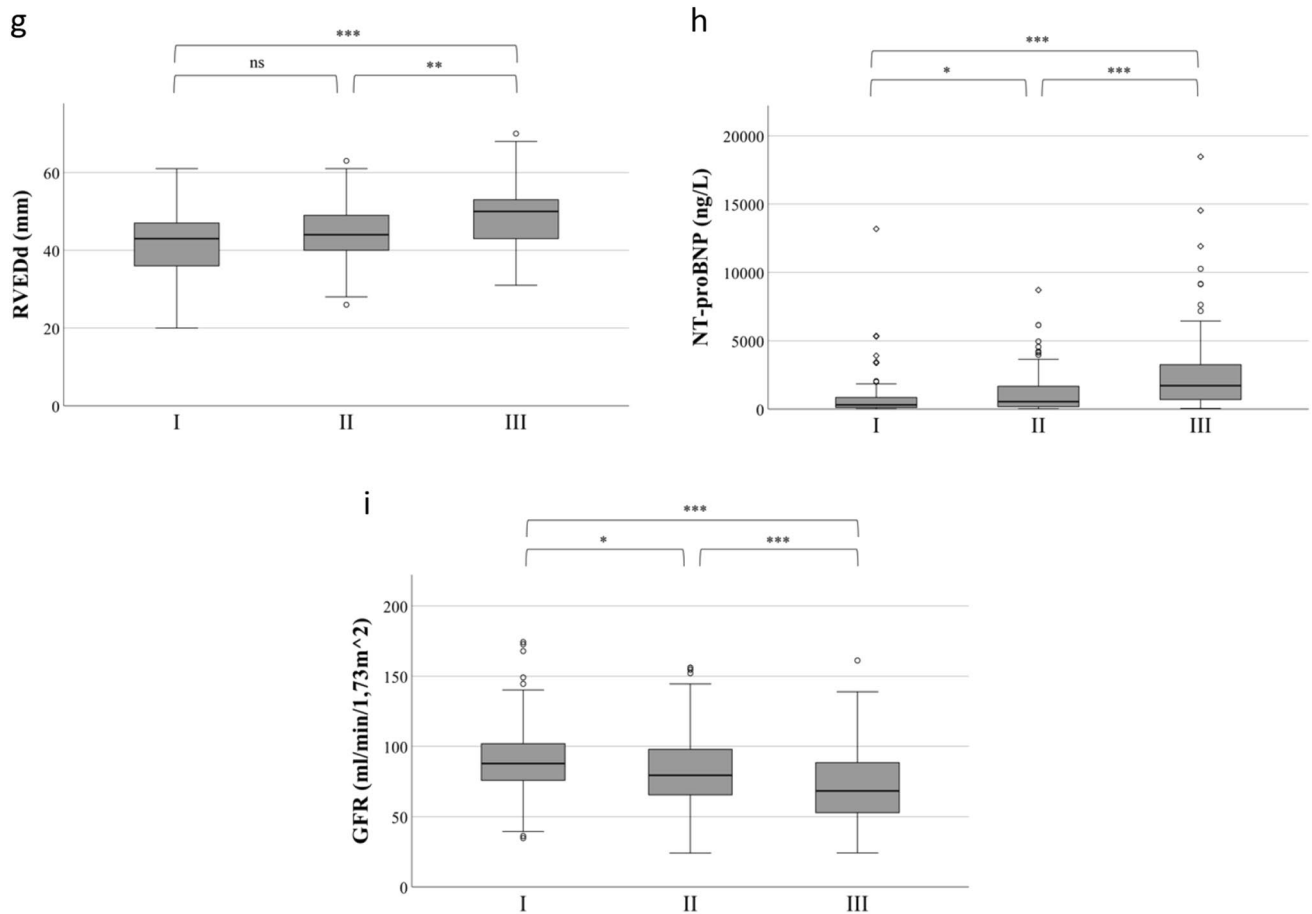 g
***
ns
**
RVEDd (mm)
60
40
20
0
I
II
III
h
***
*
***
NT-proBNP (ng/L)
20000
15000
10000
5000
0
I
II
III
i
***
*
***
GFR (ml/min/1,73m^2)
200
150
100
50
0
I
II
III